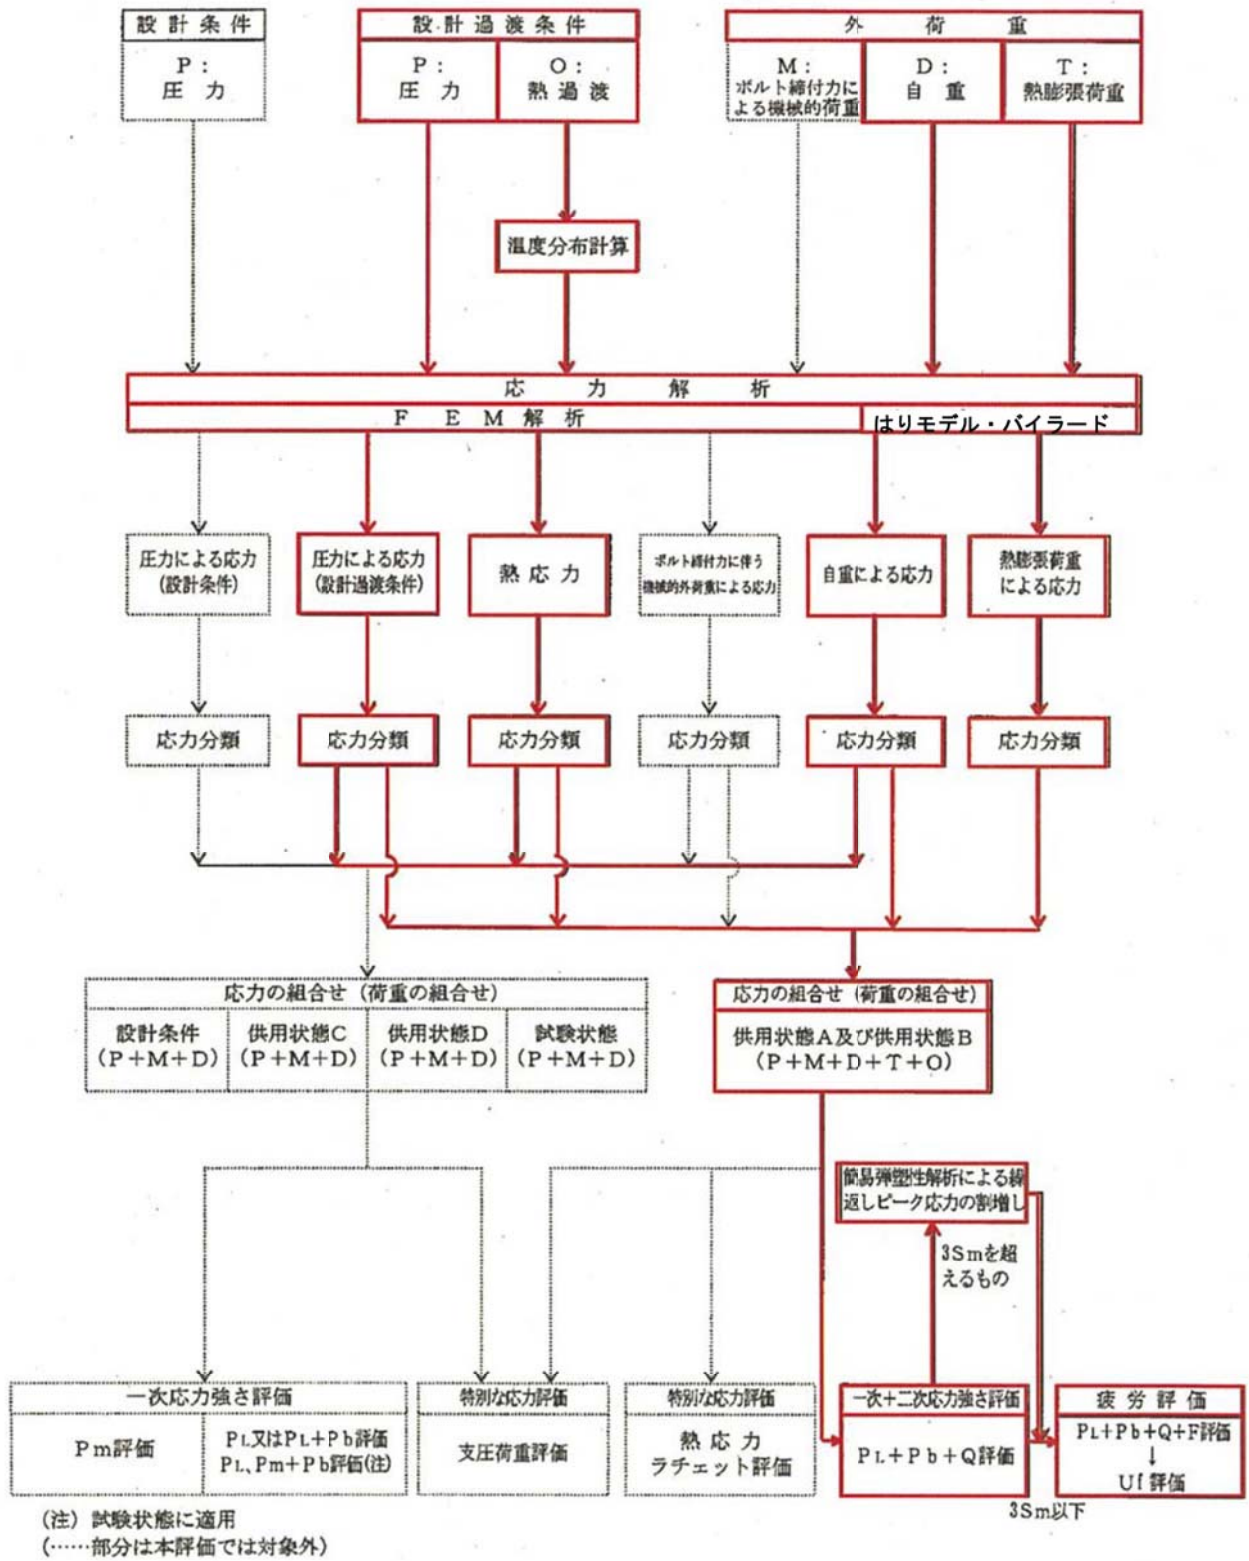 設計条件
P：
圧力
設計過渡条件
P：
圧力
O：
熱過渡
外荷重
M：
ボルト締付力に
よる機械的荷重
D：
自重
T：
熱膨張荷重
温度分布計算
応力解析
FEM解析
はりモデル・バイラード
圧力による応力
(設計条件)
圧力による応力
(設計過渡条件)
熱応力
ボルト締付力に伴う
機械的外荷重による応力
自重による応力
熱膨張荷重
による応力
応力分類
応力分類
応力分類
応力分類
応力分類
応力分類
応力の組合せ（荷重の組合せ）
設計条件
(P+M+D)
供用状態C
(P+M+D)
供用状態D
(P+M+D)
試験状態
(P+M+D)
応力の組合せ（荷重の組合せ）
供用状態A及び供用状態B
(P+M+D+T+O)
簡易弾塑性解析による繰
返しピーク応力の割増し
3Smを超
えるもの
一次応力強さ評価
Pm評価
PL又はPL+Pb評価
PL、Pm+Pb評価(注)
特別な応力評価
支圧荷重評価
特別な応力評価
熱応力
ラチェット評価
一次+二次応力強さ評価
PL+Pb+Q評価
疲労評価
PL+Pb+Q+F評価
↓
Uf評価
3Sm以下
(注) 試験状態に適用
(……部分は本評価では対象外)